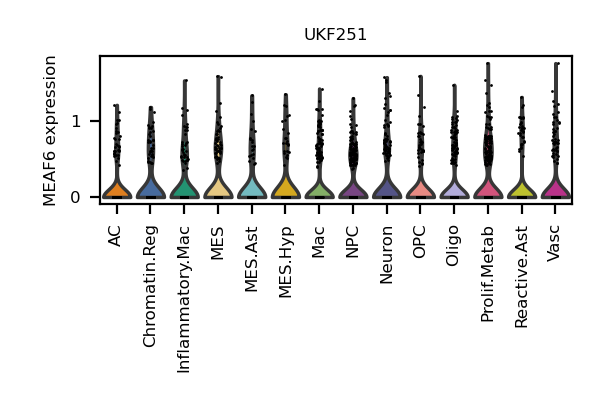 UKF251
MEAF6 expression
1
0
AC
Chromatin.Reg
Inflammatory.Mac
MES
MES.Ast
MES.Hyp
Mac
NPC
Neuron
OPC
Oligo
Prolif.Metab
Reactive.Ast
Vasc